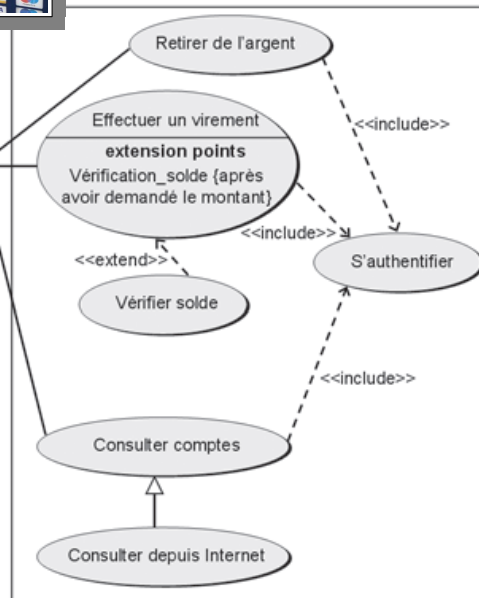 Retirer de l'argent
<<include>>
Effectuer un virement
extension points
Vérification_solde {après
avoir demandé le montant}
<<include>>
<<extend>>
S'authentifier
Vérifier solde
<<include>>
Consulter comptes
Consulter depuis Internet